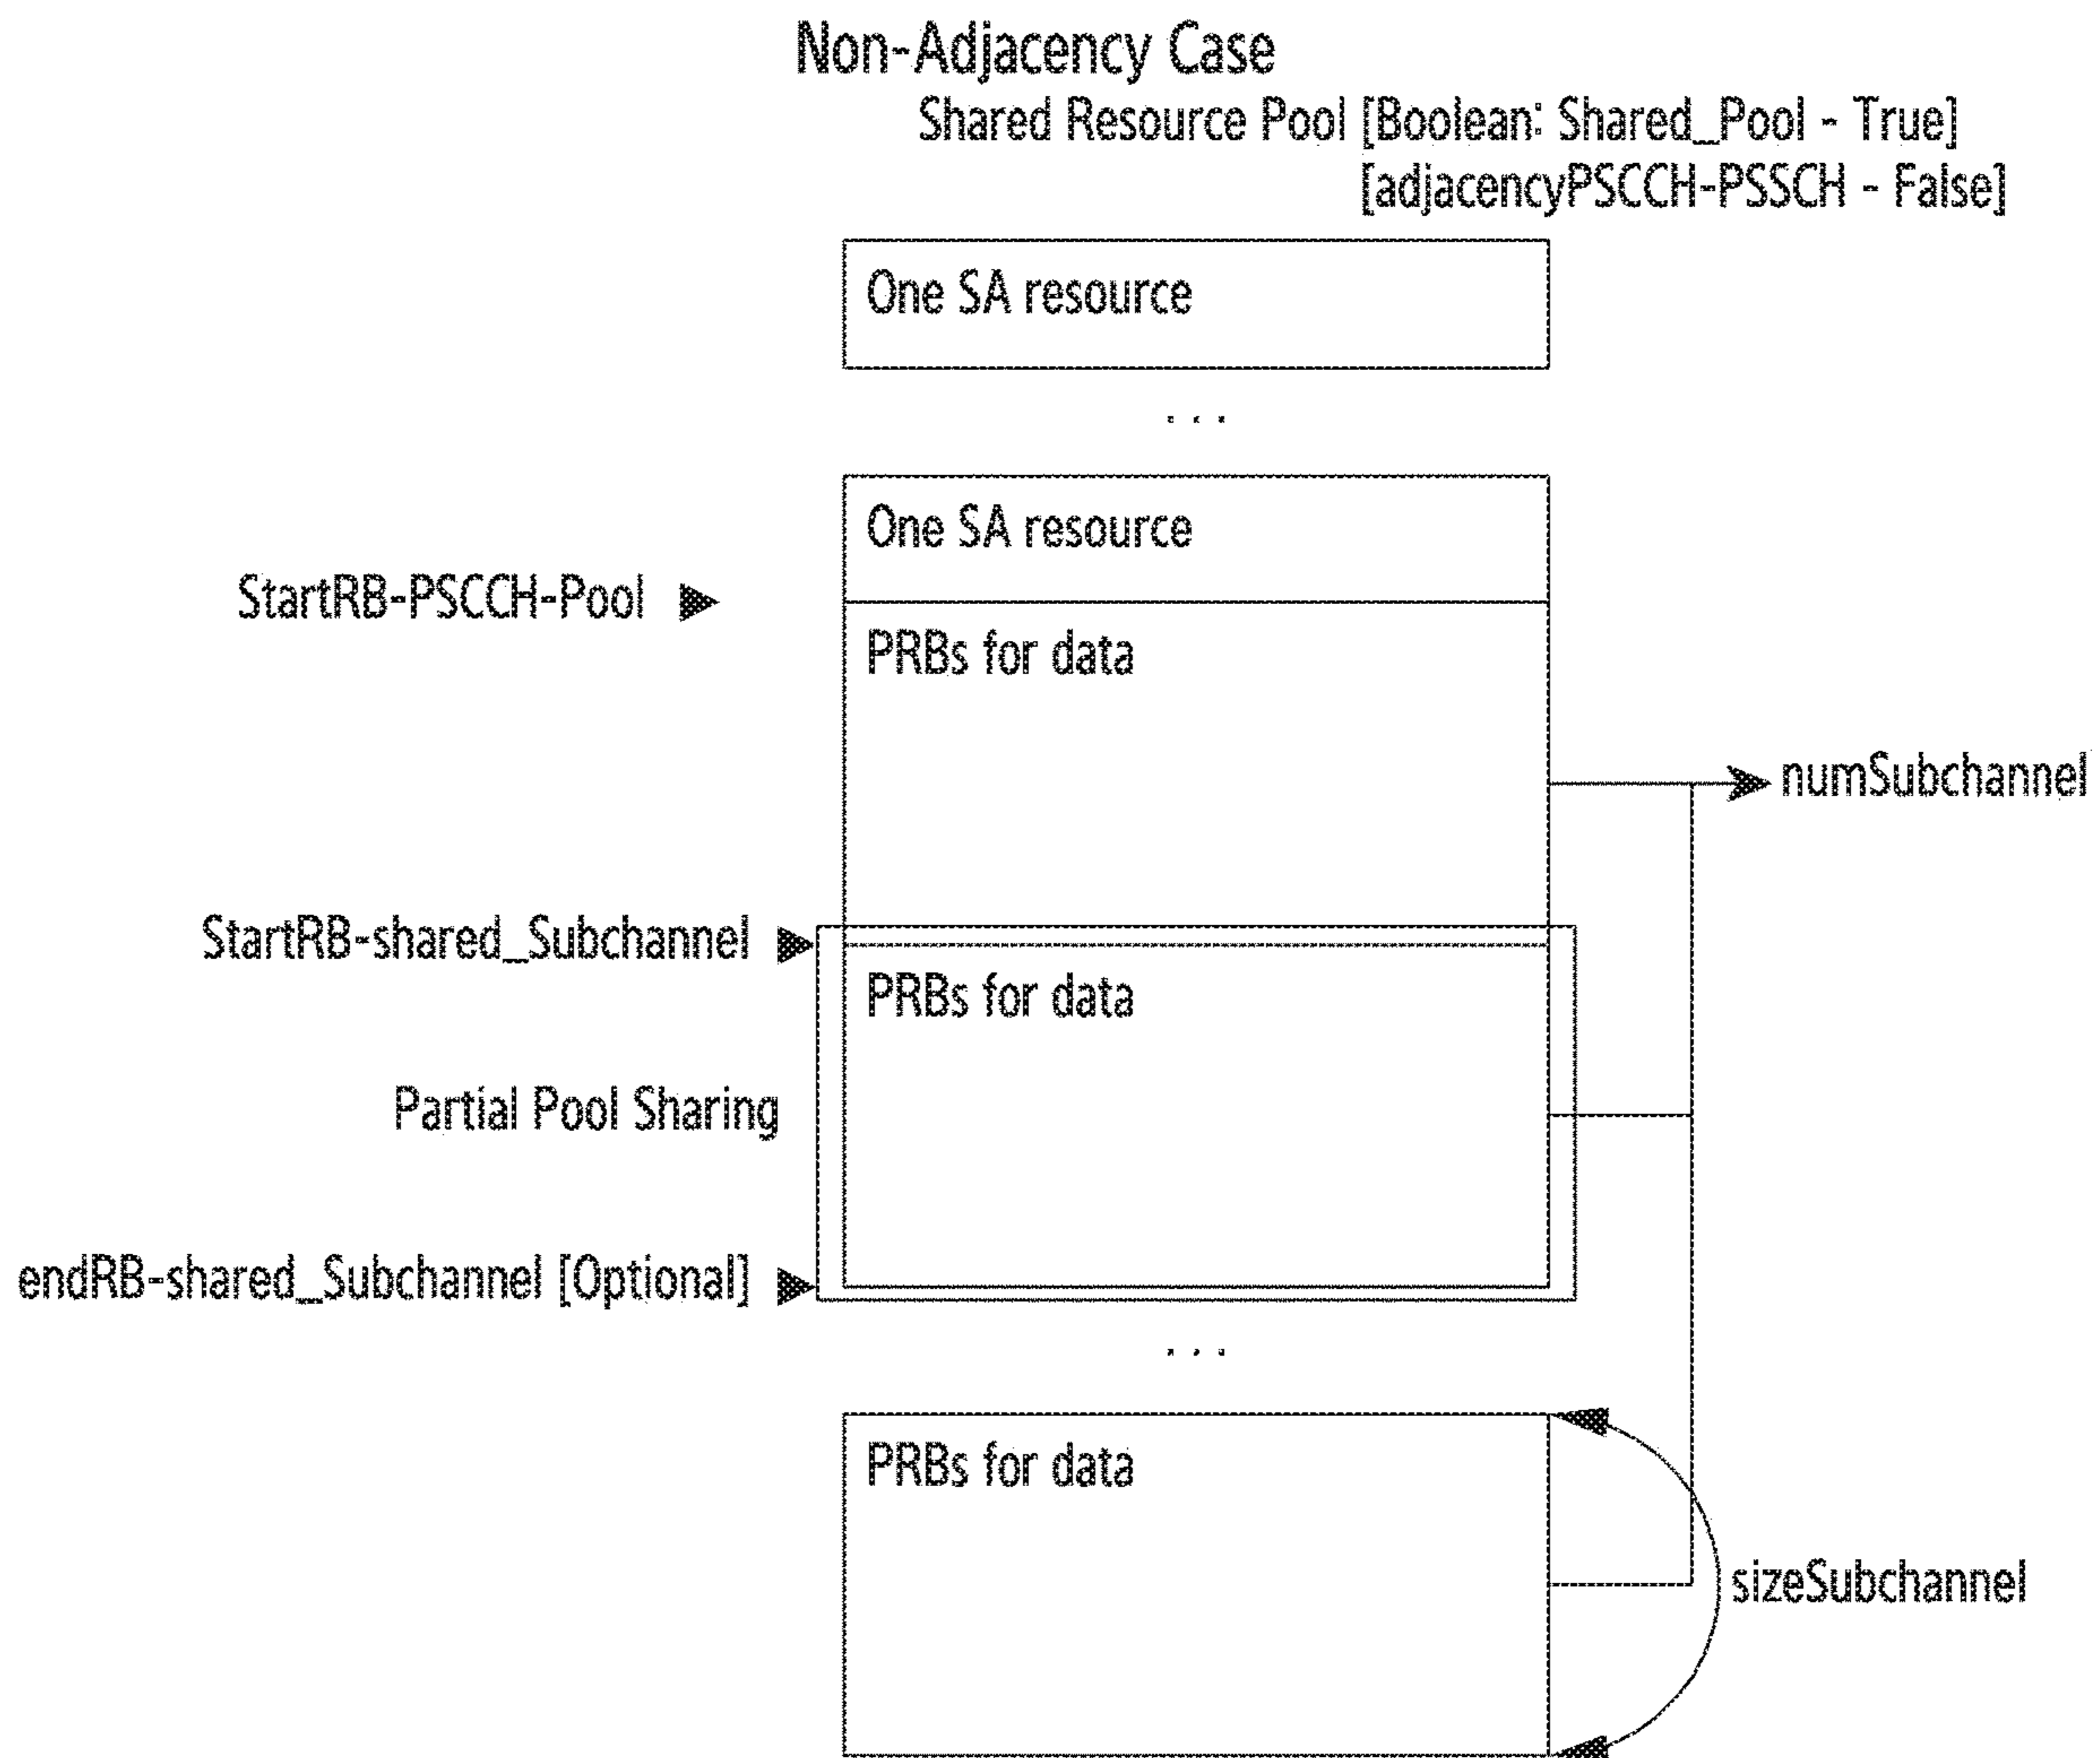 Non-Adjacency Case
Shared Resource Pool [Boolean: Shared_Pool - True]
[adjacencyPSCCH-PSSCH - False]
One SA resource
. . .
One SA resource
StartRB-PSCCH-Pool
PRBs for data
numSubchannel
StartRB-shared_Subchannel
PRBs for data
Partial Pool Sharing
endRB-shared_Subchannel [Optional]
. . .
PRBs for data
sizeSubchannel